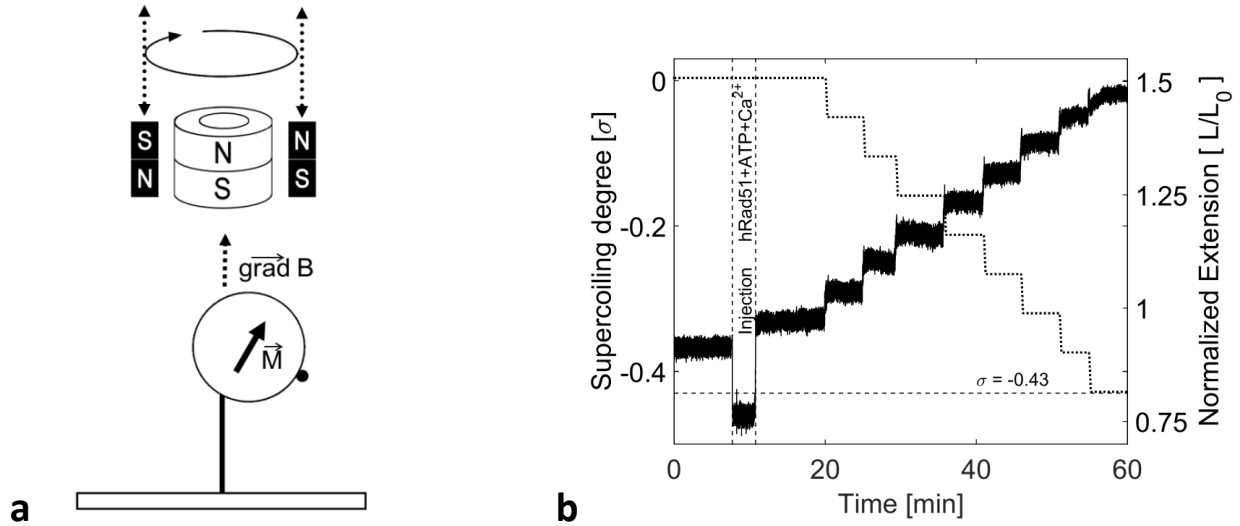 S
N
N
S
N
S
grad B
M
a
Supercoiling degree [σ]
0
-0.2
-0.4
Injection hRad51+ATP+Ca²⁺
σ = -0.43
0
20
40
60
Time [min]
1.5
1.25
1
0.75
Normalized Extension [ L/L₀ ]
b